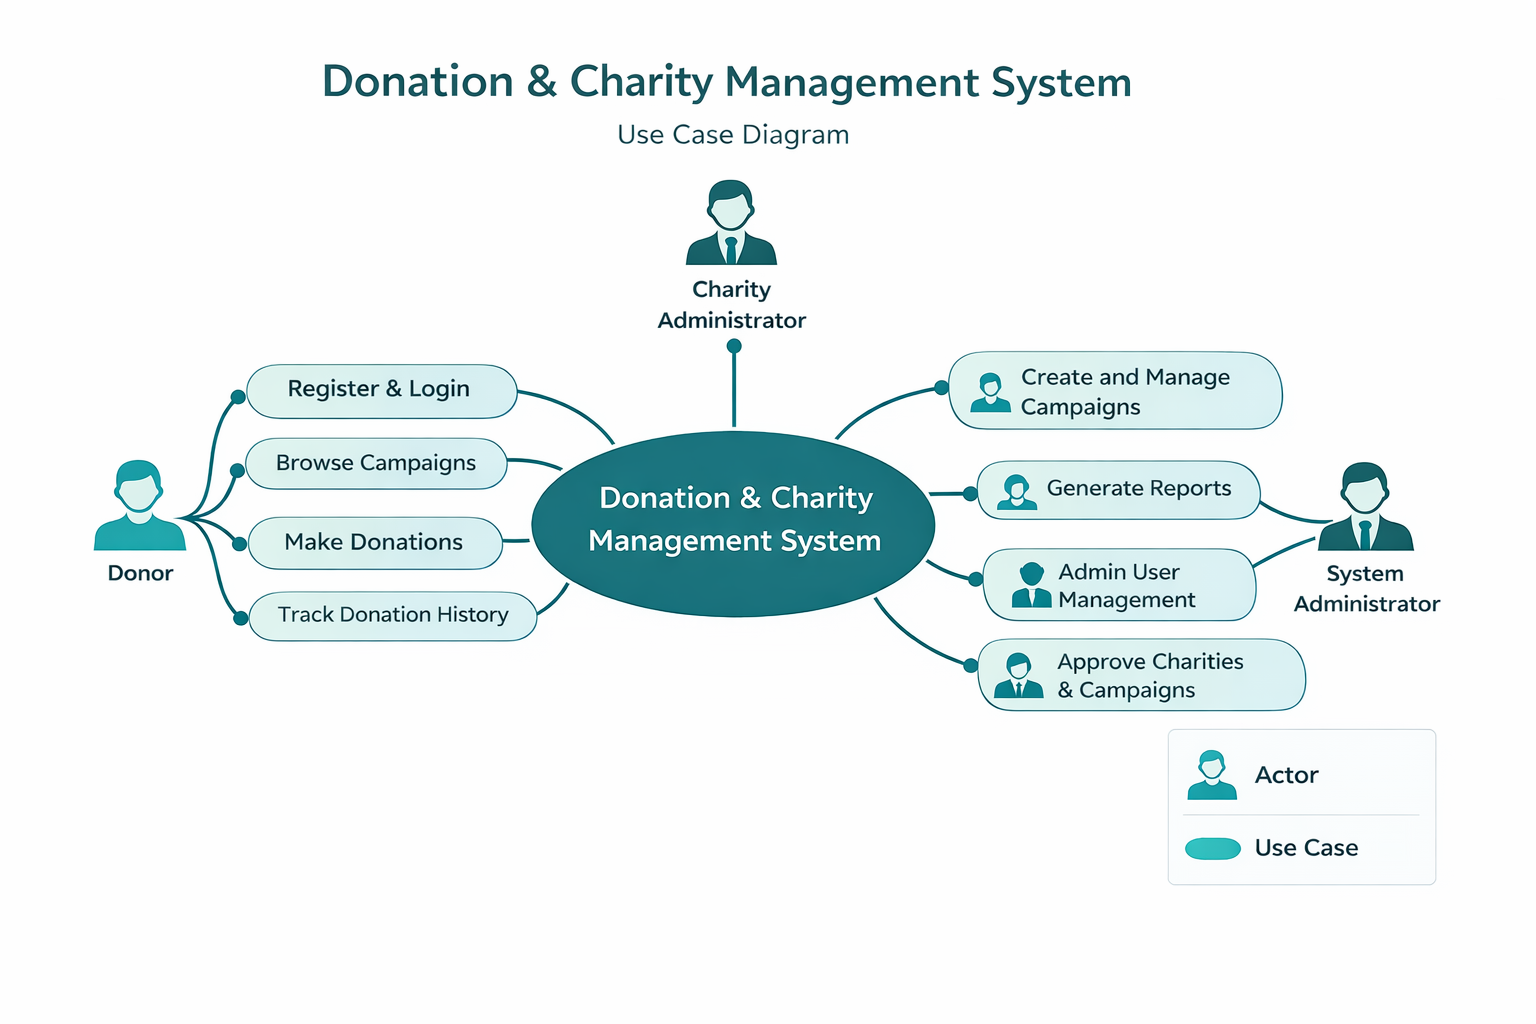 Donation & Charity Management System
Use Case Diagram
Charity
Administrator
Register & Login
Browse Campaigns
Make Donations
Track Donation History
Donor
Donation & Charity
Management System
Create and Manage
Campaigns
Generate Reports
Admin User
Management
Approve Charities
& Campaigns
System
Administrator
Actor
Use Case